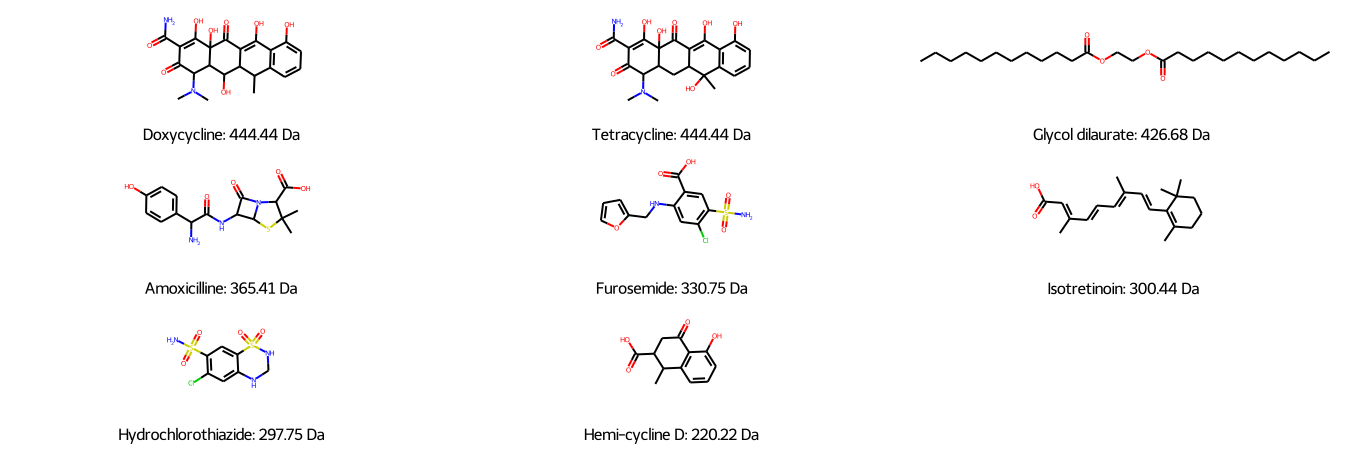 Doxycycline: 444.44 Da
Tetracycline: 444.44 Da
Glycol dilaurate: 426.68 Da
Amoxicilline: 365.41 Da
Furosemide: 330.75 Da
Isotretinoin: 300.44 Da
Hydrochlorothiazide: 297.75 Da
Hemi-cycline D: 220.22 Da